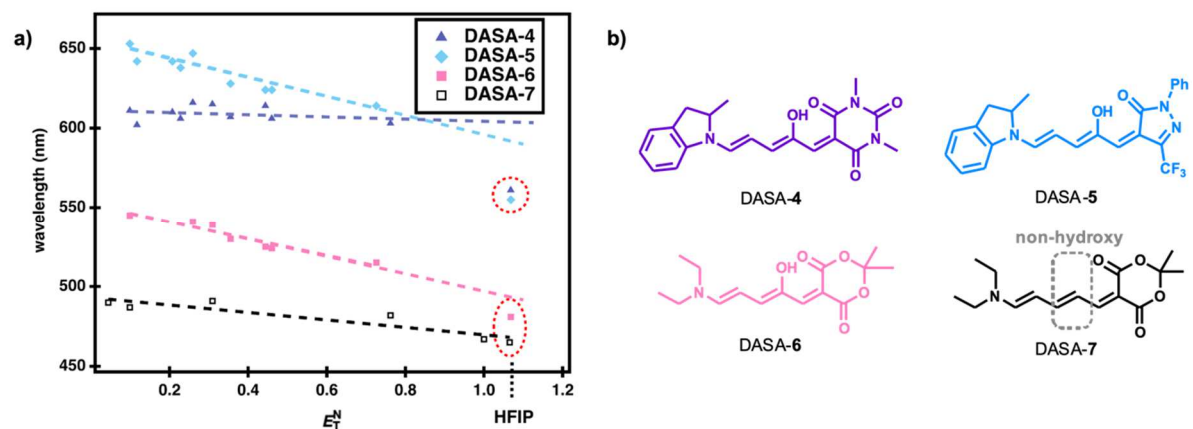 a)
650
600
550
500
450
wavelength (nm)
DASA-4
DASA-5
DASA-6
DASA-7
0.2
0.4
0.6
0.8
1.0
1.2
E_T^N
HFIP
b)
N
OH
O
N
O
N
O
DASA-4
N
OH
O
N
Ph
N
CF3
DASA-5
N
OH
O
O
O
O
DASA-6
non-hydroxy
N
O
O
O
O
DASA-7